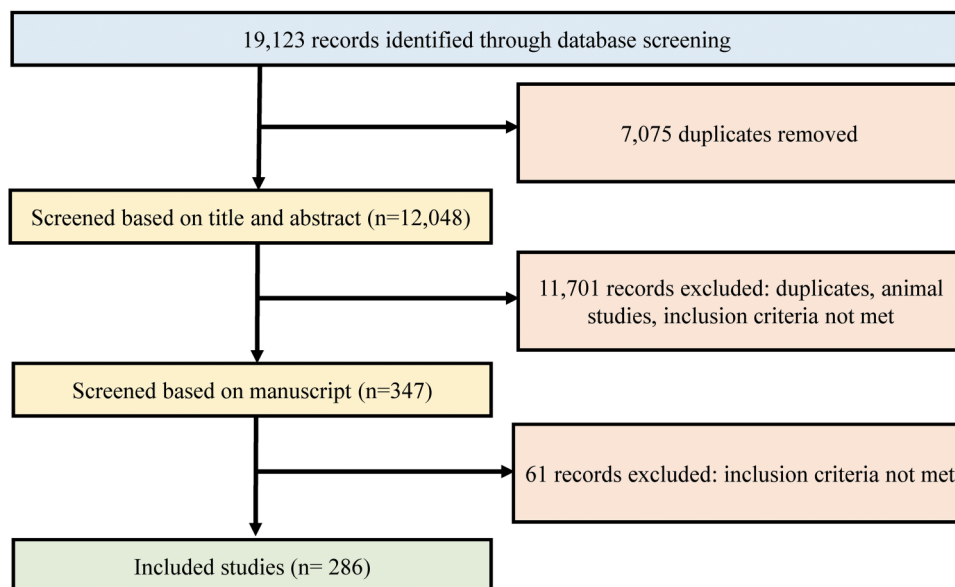 19,123 records identified through database screening
7,075 duplicates removed
Screened based on title and abstract (n=12,048)
11,701 records excluded: duplicates, animal
studies, inclusion criteria not met
Screened based on manuscript (n=347)
61 records excluded: inclusion criteria not met
Included studies (n= 286)